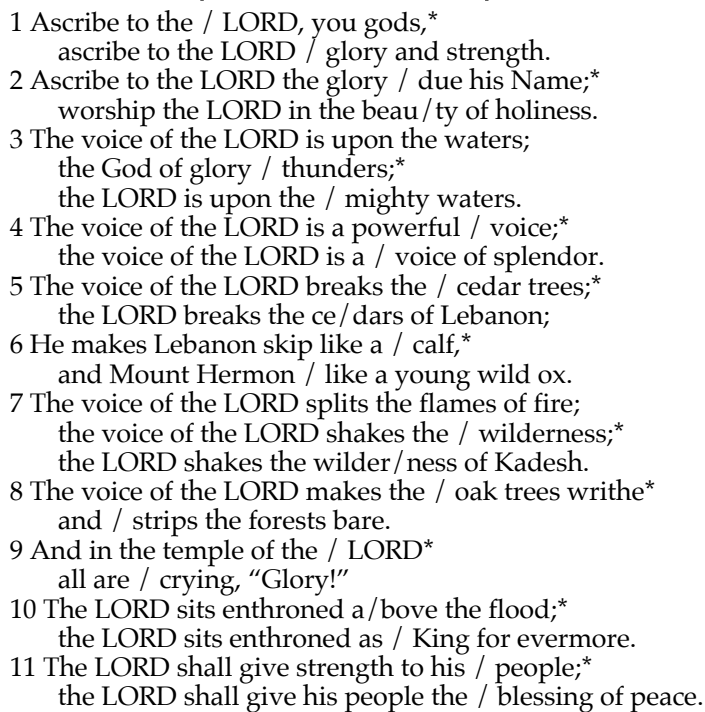 1 Ascribe to the / LORD, you gods,*
ascribe to the LORD / glory and strength.
2 Ascribe to the LORD the glory / due his Name;*
worship the LORD in the beau/ty of holiness.
3 The voice of the LORD is upon the waters;
the God of glory / thunders;*
the LORD is upon the / mighty waters.
4 The voice of the LORD is a powerful / voice;*
the voice of the LORD is a / voice of splendor.
5 The voice of the LORD breaks the / cedar trees;*
the LORD breaks the ce/dars of Lebanon;
6 He makes Lebanon skip like a / calf,*
and Mount Hermon / like a young wild ox.
7 The voice of the LORD splits the flames of fire;
the voice of the LORD shakes the / wilderness;*
the LORD shakes the wilder/ness of Kadesh.
8 The voice of the LORD makes the / oak trees writhe*
and / strips the forests bare.
9 And in the temple of the / LORD*
all are / crying, “Glory!”
10 The LORD sits enthroned a/bove the flood;*
the LORD sits enthroned as / King for evermore.
11 The LORD shall give strength to his / people;*
the LORD shall give his people the / blessing of peace.